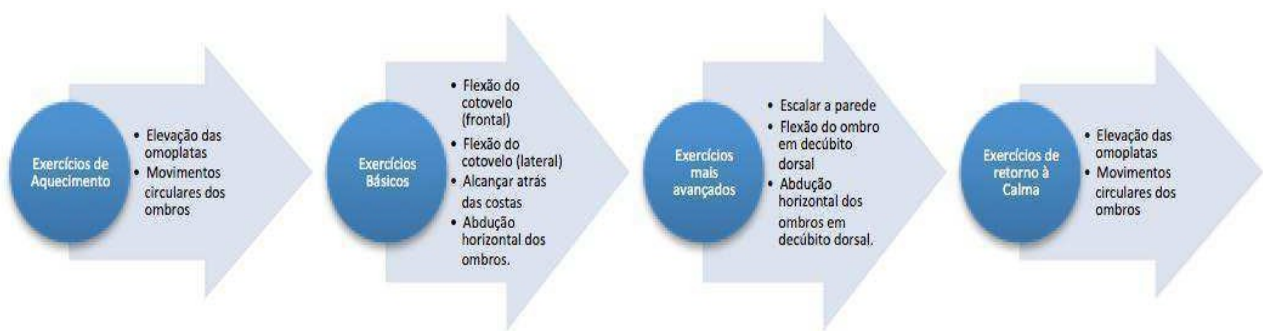 Exercícios de
Aquecimento
• Elevação das
omoplatas
• Movimentos
circulares dos
ombros
Exercícios
Básicos
• Flexão do
cotovelo
(frontal)
• Flexão do
cotovelo (lateral)
• Alcançar atrás
das costas
• Abdução
horizontal dos
ombros.
Exercícios
mais
avançados
• Escalar a parede
• Flexão do ombro
em decúbito
dorsal
• Abdução
horizontal dos
ombros em
decúbito dorsal.
Exercícios de
retorno à
Calma
• Elevação das
omoplatas
• Movimentos
circulares dos
ombros